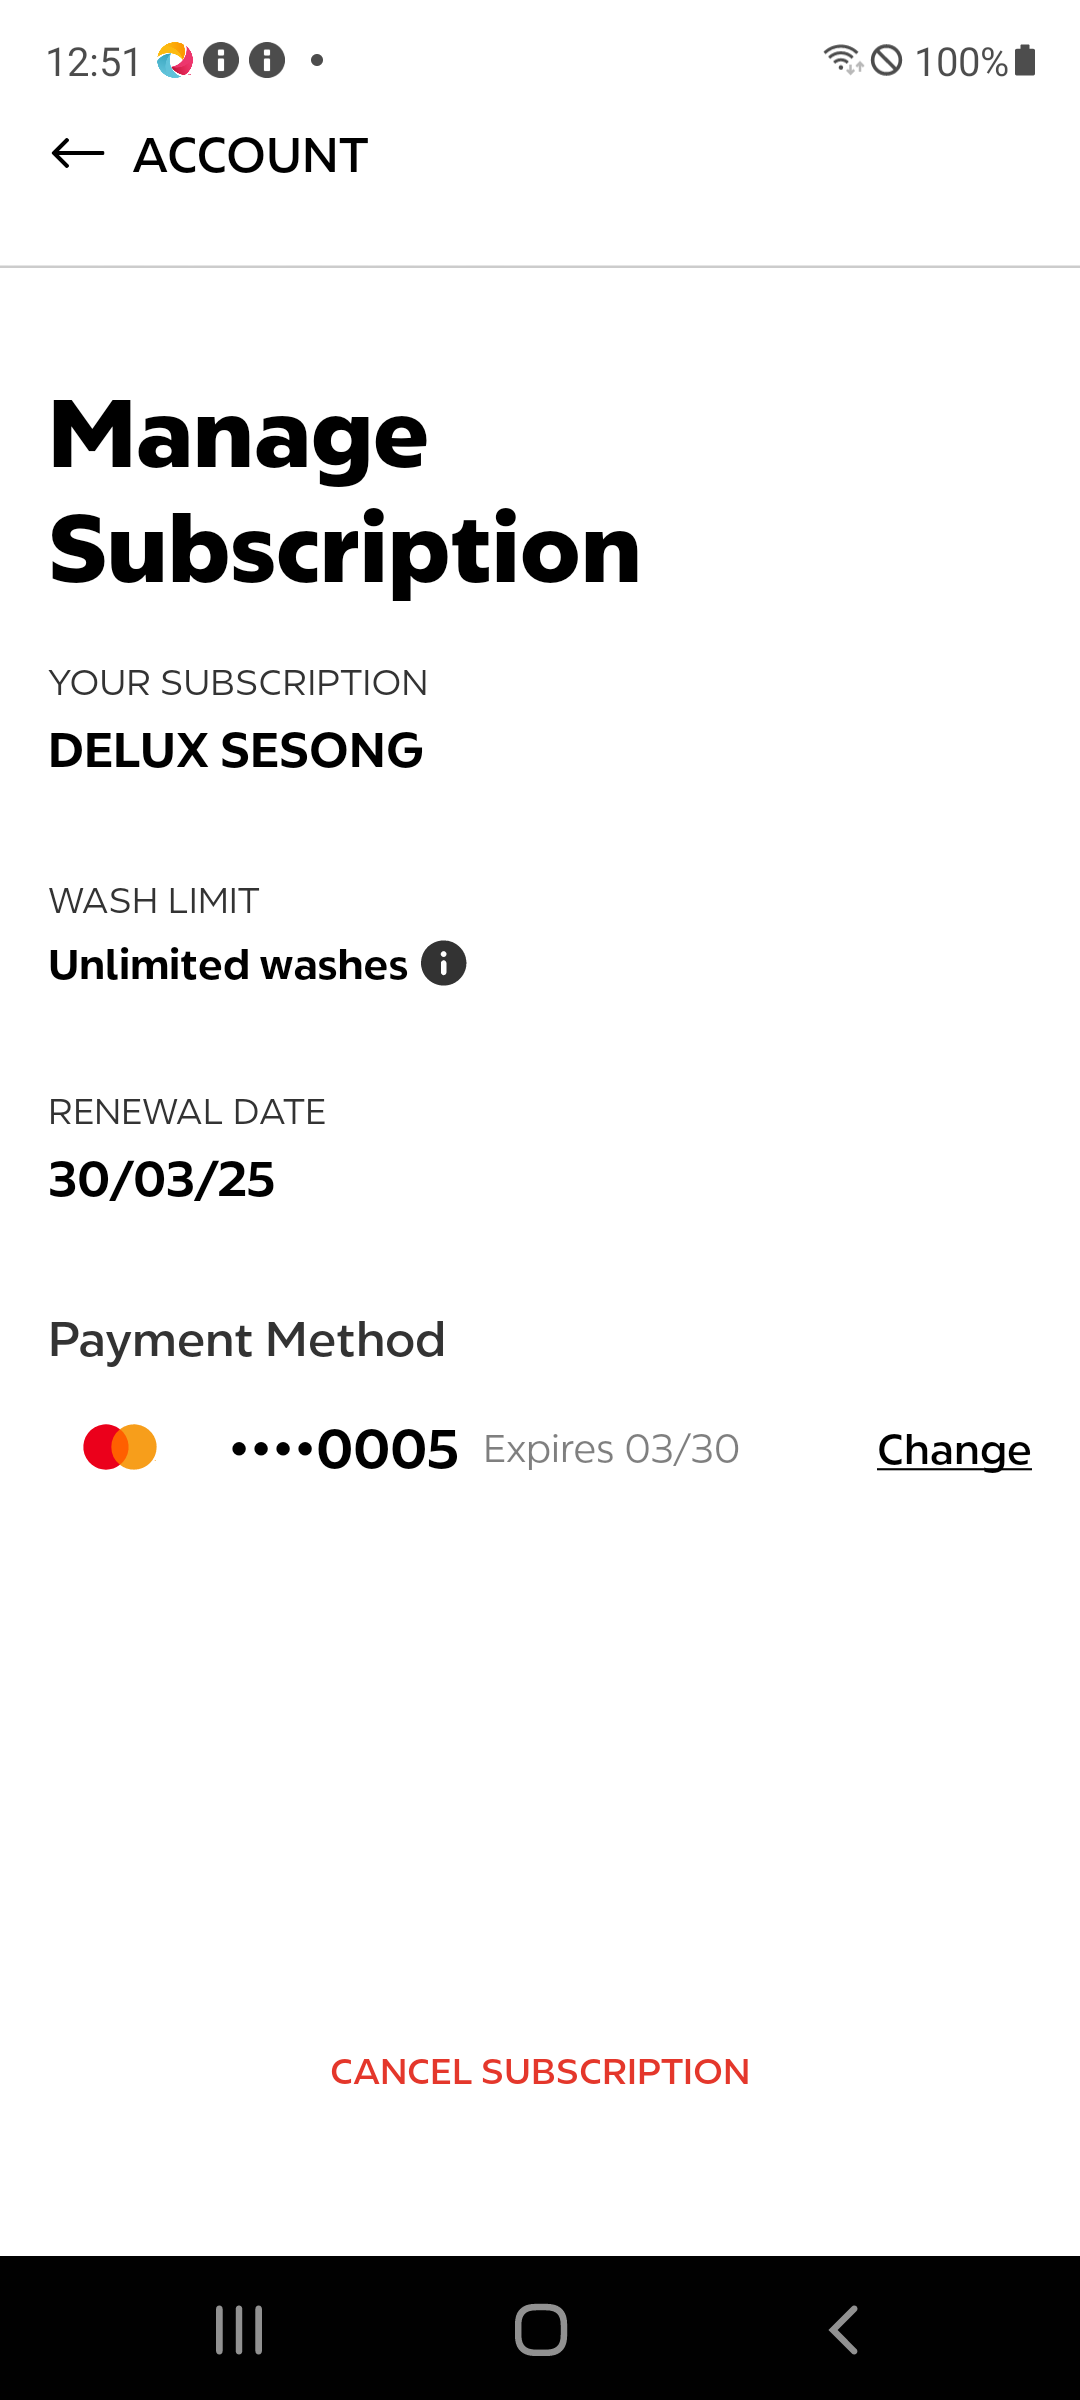 12:51
100%
ACCOUNT
Manage
Subscription
YOUR SUBSCRIPTION
DELUX SESONG
WASH LIMIT
Unlimited washes
RENEWAL DATE
30/03/25
Payment Method
••••0005 Expires 03/30 Change
CANCEL SUBSCRIPTION